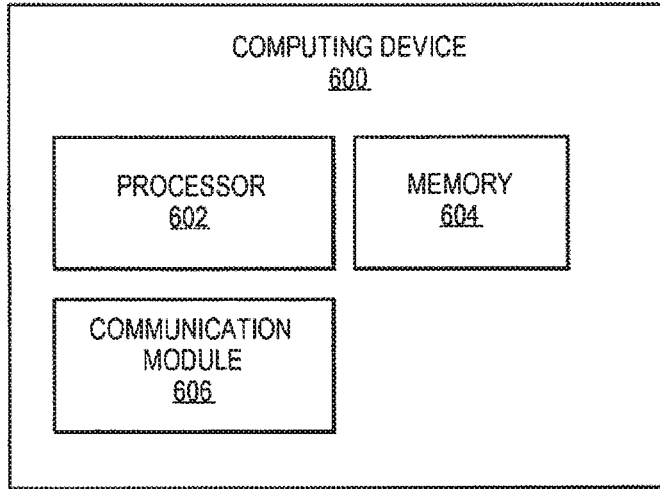 COMPUTING DEVICE
600
PROCESSOR
602
MEMORY
604
COMMUNICATION
MODULE
606